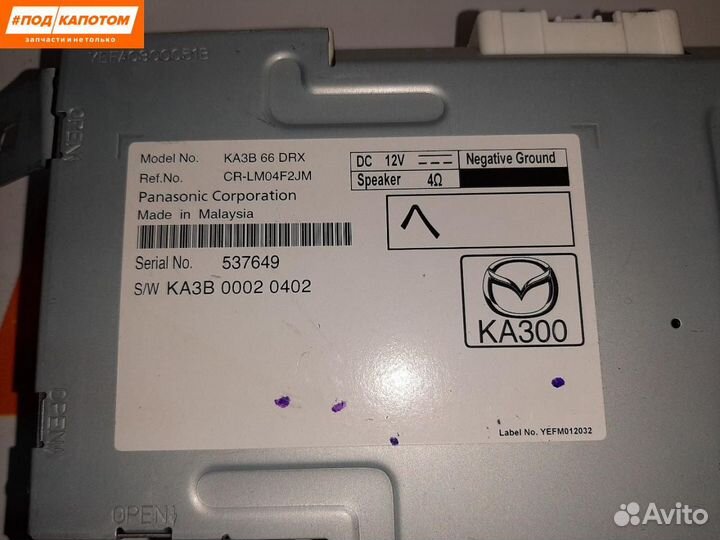 #ПОД КАПОТОМ
запчасти и не только
YEFA0300051B
OPEN
Model No. KA3B 66 DRX
Ref.No. CR-LM04F2JM
Panasonic Corporation
Made in Malaysia
DC 12V Negative Ground
Speaker 4Ω
へ
Serial No. 537649
S/W KA3B 0002 0402
KA300
OPEN
Label No. YEFM012032
OPEN
Avito